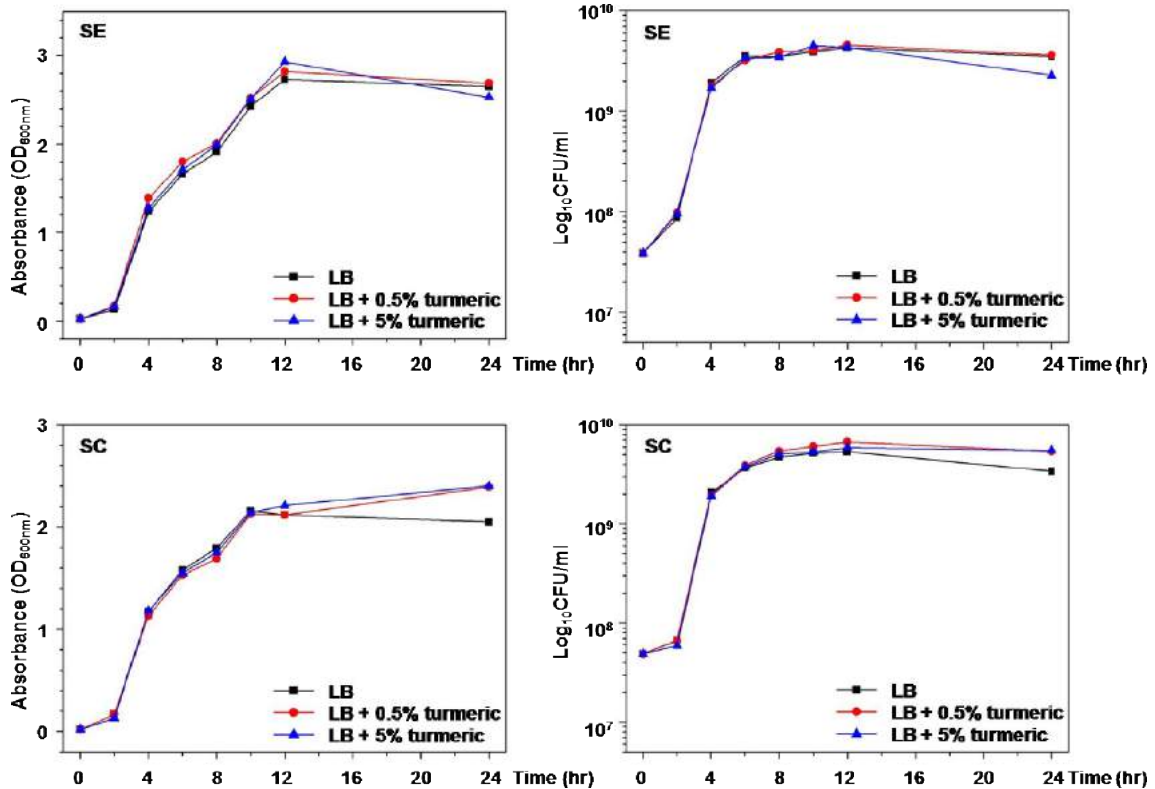 SE
Absorbance (OD600nm)
3
2
1
0
LB
LB + 0.5% turmeric
LB + 5% turmeric
0 4 8 12 16 20 24 Time (hr)
SE
Log10CFU/ml
10^10
10^9
10^8
10^7
LB
LB + 0.5% turmeric
LB + 5% turmeric
0 4 8 12 16 20 24 Time (hr)
SC
Absorbance (OD600nm)
3
2
1
0
LB
LB + 0.5% turmeric
LB + 5% turmeric
0 4 8 12 16 20 24 Time (hr)
SC
Log10CFU/ml
10^10
10^9
10^8
10^7
LB
LB + 0.5% turmeric
LB + 5% turmeric
0 4 8 12 16 20 24 Time (hr)